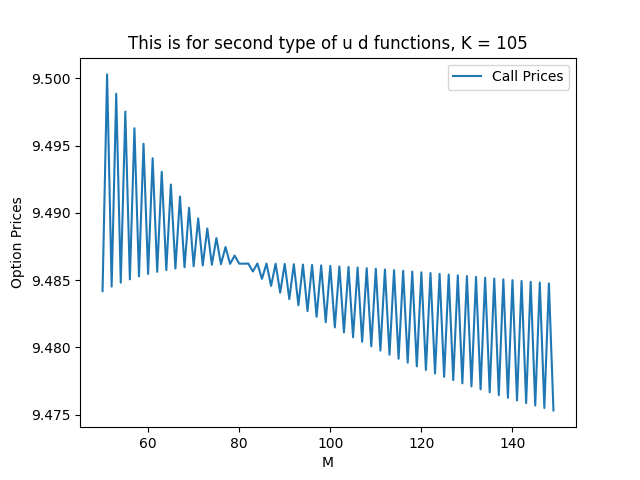 This is for second type of u d functions, K = 105
Call Prices
Option Prices
9.500
9.495
9.490
9.485
9.480
9.475
60 80 100 120 140
M